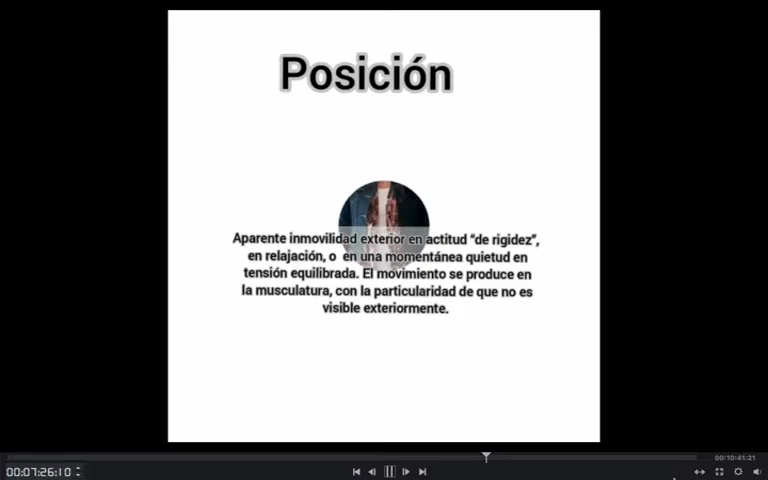 Posición
Aparente inmovilidad exterior en actitud “de rigidez”,
en relajación, o en una momentánea quietud en
tensión equilibrada. El movimiento se produce en
la musculatura, con la particularidad de que no es
visible exteriormente.
00:10:41:21
00:07:26:10